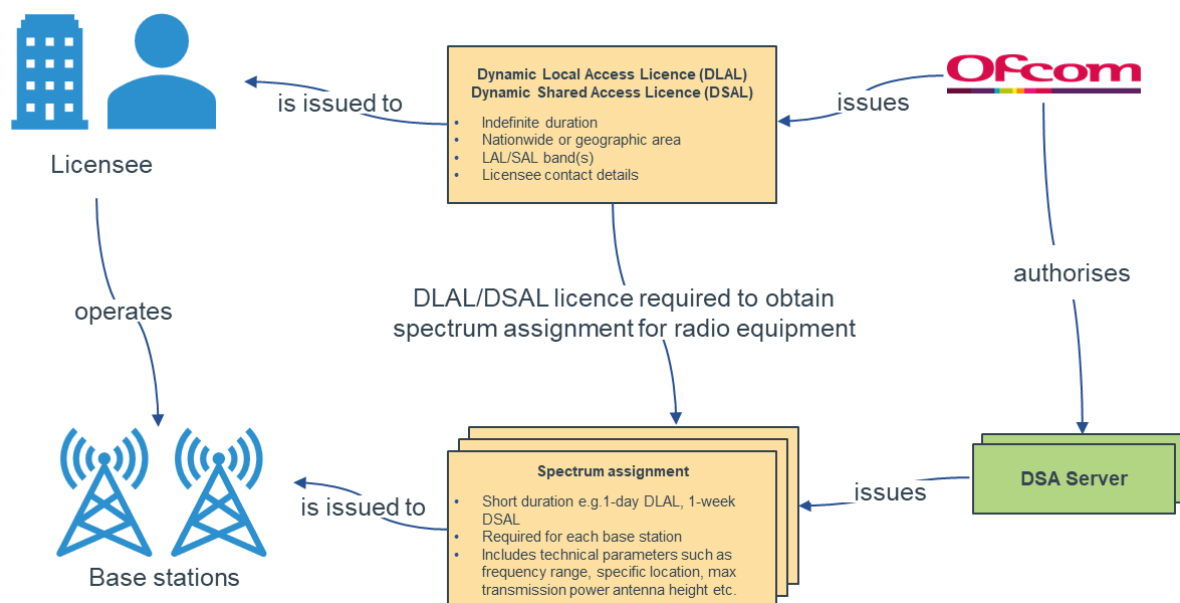 Dynamic Local Access Licence (DLAL)
Dynamic Shared Access Licence (DSAL)
• Indefinite duration
• Nationwide or geographic area
• LAL/SAL band(s)
• Licensee contact details
is issued to
issues
Ofcom
Licensee
operates
authorises
DLAL/DSAL licence required to obtain
spectrum assignment for radio equipment
Spectrum assignment
• Short duration e.g.1-day DLAL, 1-week
DSAL
• Required for each base station
• Includes technical parameters such as
frequency range, specific location, max
transmission power antenna height etc.
is issued to
issues
DSA Server
Base stations